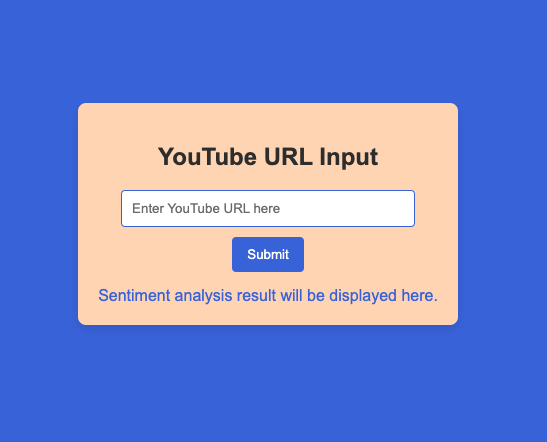 YouTube URL Input
Enter YouTube URL here
Submit
Sentiment analysis result will be displayed here.